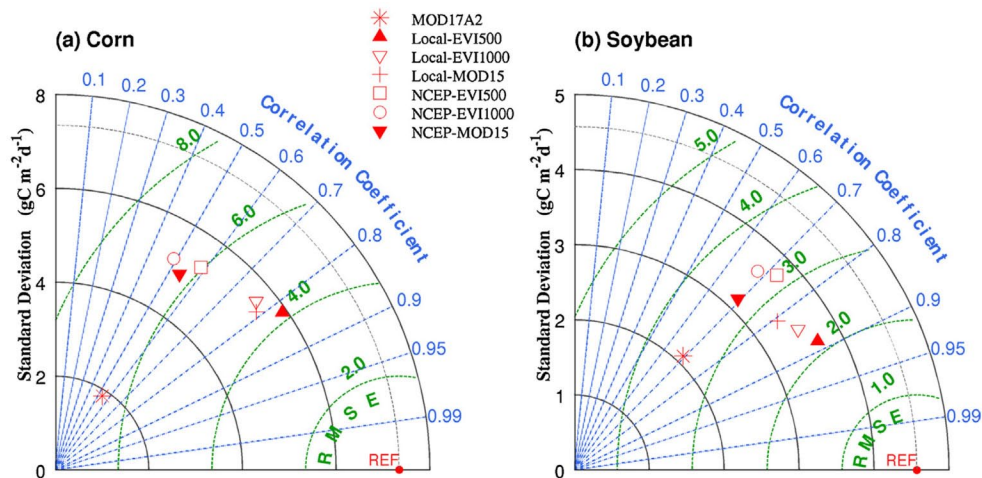 MOD17A2
Local-EVI500
Local-EVI1000
Local-MOD15
NCEP-EVI500
NCEP-EVI1000
NCEP-MOD15
(a) Corn
Standard Deviation (gC m⁻²d⁻¹)
8
6
4
2
0
0.1
0.2
0.3
0.4
0.5
0.6
0.7
0.8
0.9
0.95
0.99
Correlation Coefficient
8.0
6.0
4.0
2.0
RMSE
REF
(b) Soybean
Standard Deviation (gC m⁻²d⁻¹)
5
4
3
2
1
0
0.1
0.2
0.3
0.4
0.5
0.6
0.7
0.8
0.9
0.95
0.99
Correlation Coefficient
5.0
4.0
3.0
2.0
1.0
RMSE
REF